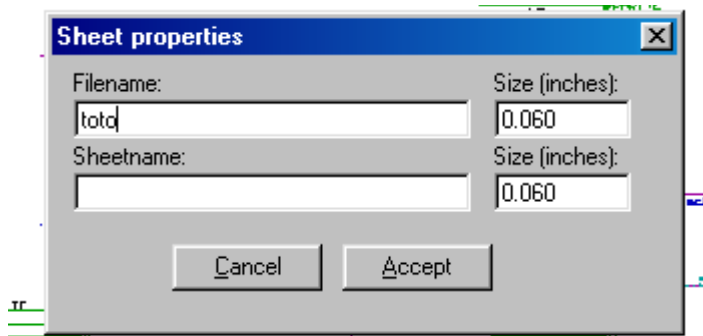 Sheet properties
Filename: Size (inches):
toto 0.060
Sheetname: Size (inches):
0.060
Cancel Accept